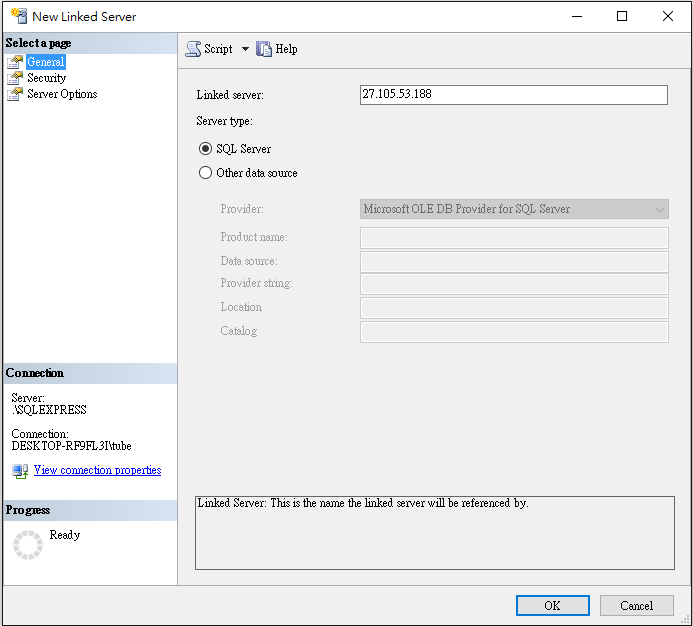 New Linked Server
Select a page
General
Security
Server Options
Script
Help
Linked server:
27.105.53.188
Server type:
SQL Server
Other data source
Provider:
Microsoft OLE DB Provider for SQL Server
Product name:
Data source:
Provider string:
Location
Catalog
Connection
Server:
.\SQLEXPRESS
Connection:
DESKTOP-RF9FL3I\tube
View connection properties
Progress
Ready
Linked Server: This is the name the linked server will be referenced by.
OK
Cancel